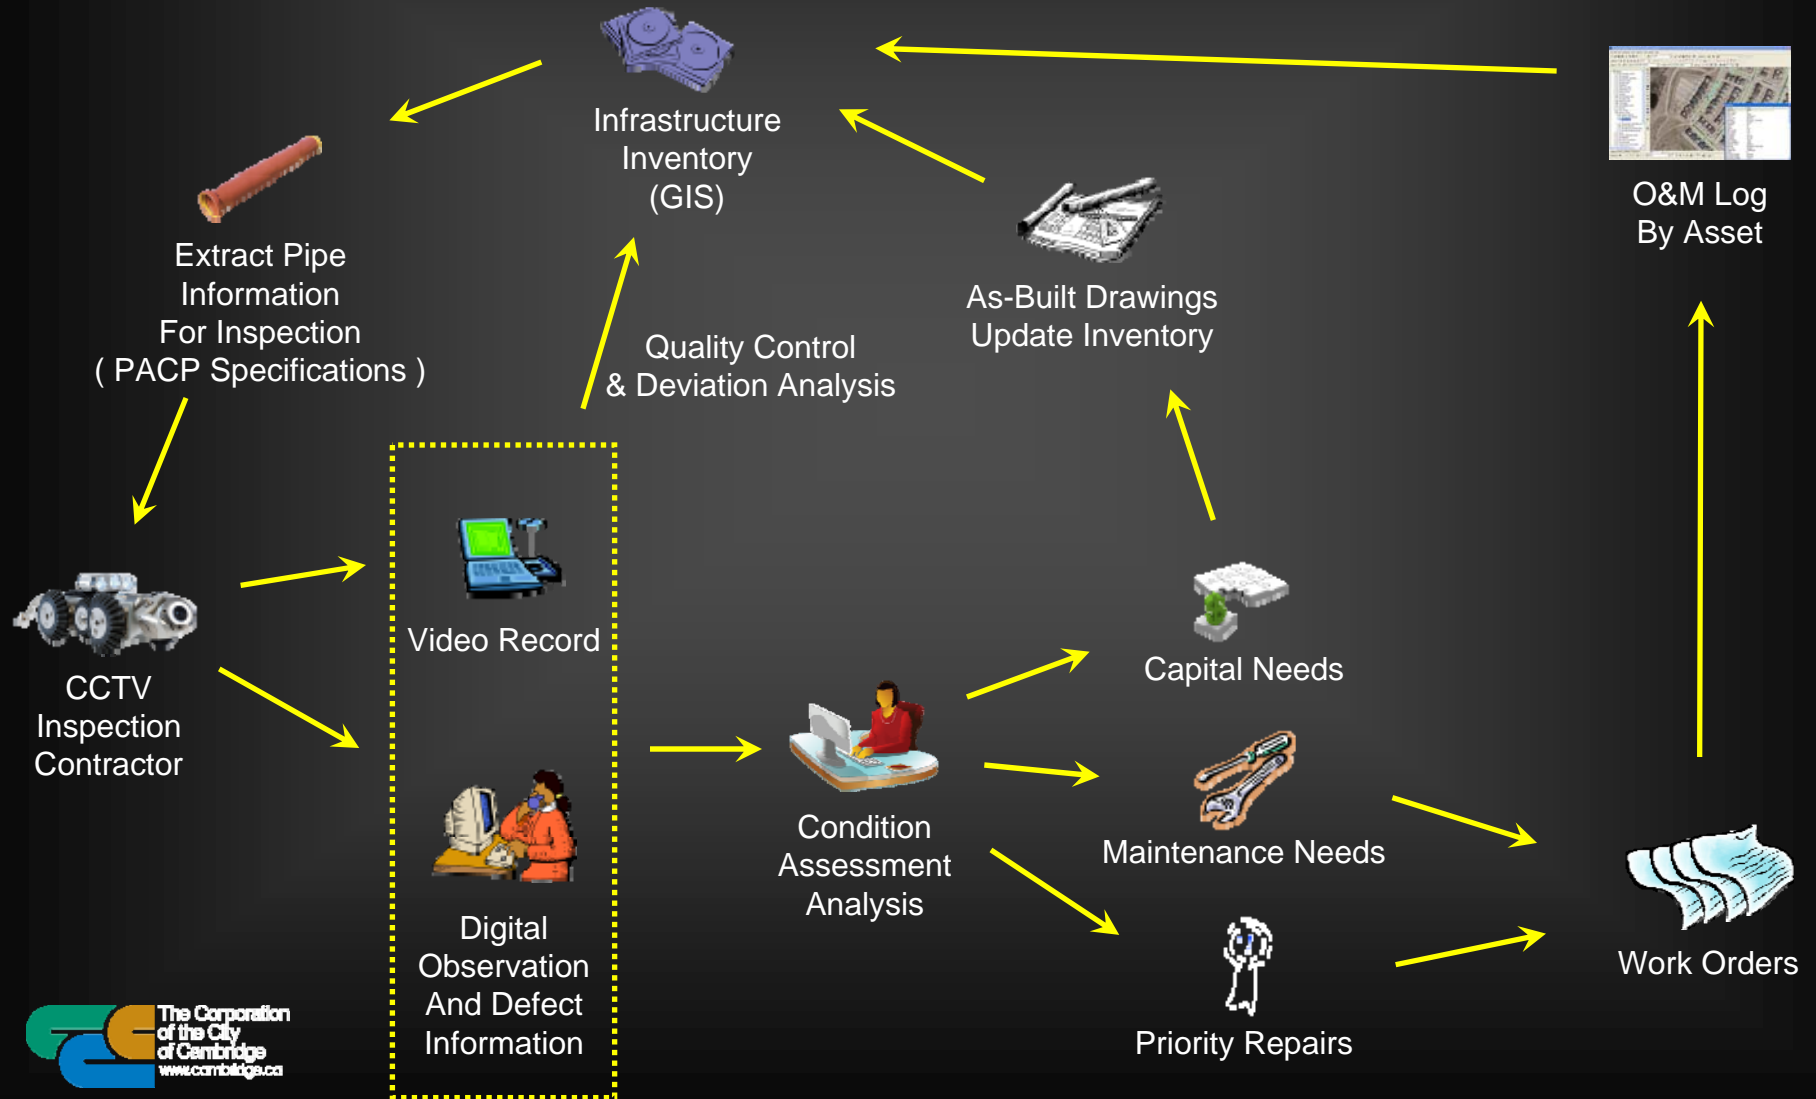 Infrastructure
Inventory
(GIS)
O&M Log
By Asset
Extract Pipe
Information
For Inspection
( PACP Specifications )
As-Built Drawings
Update Inventory
Quality Control
& Deviation Analysis
Video Record
Capital Needs
CCTV
Inspection
Contractor
Condition
Assessment
Analysis
Maintenance Needs
Digital
Observation
And Defect
Information
Work Orders
Priority Repairs
The Corporation
of the City
of Cambridge
www.cambridge.ca